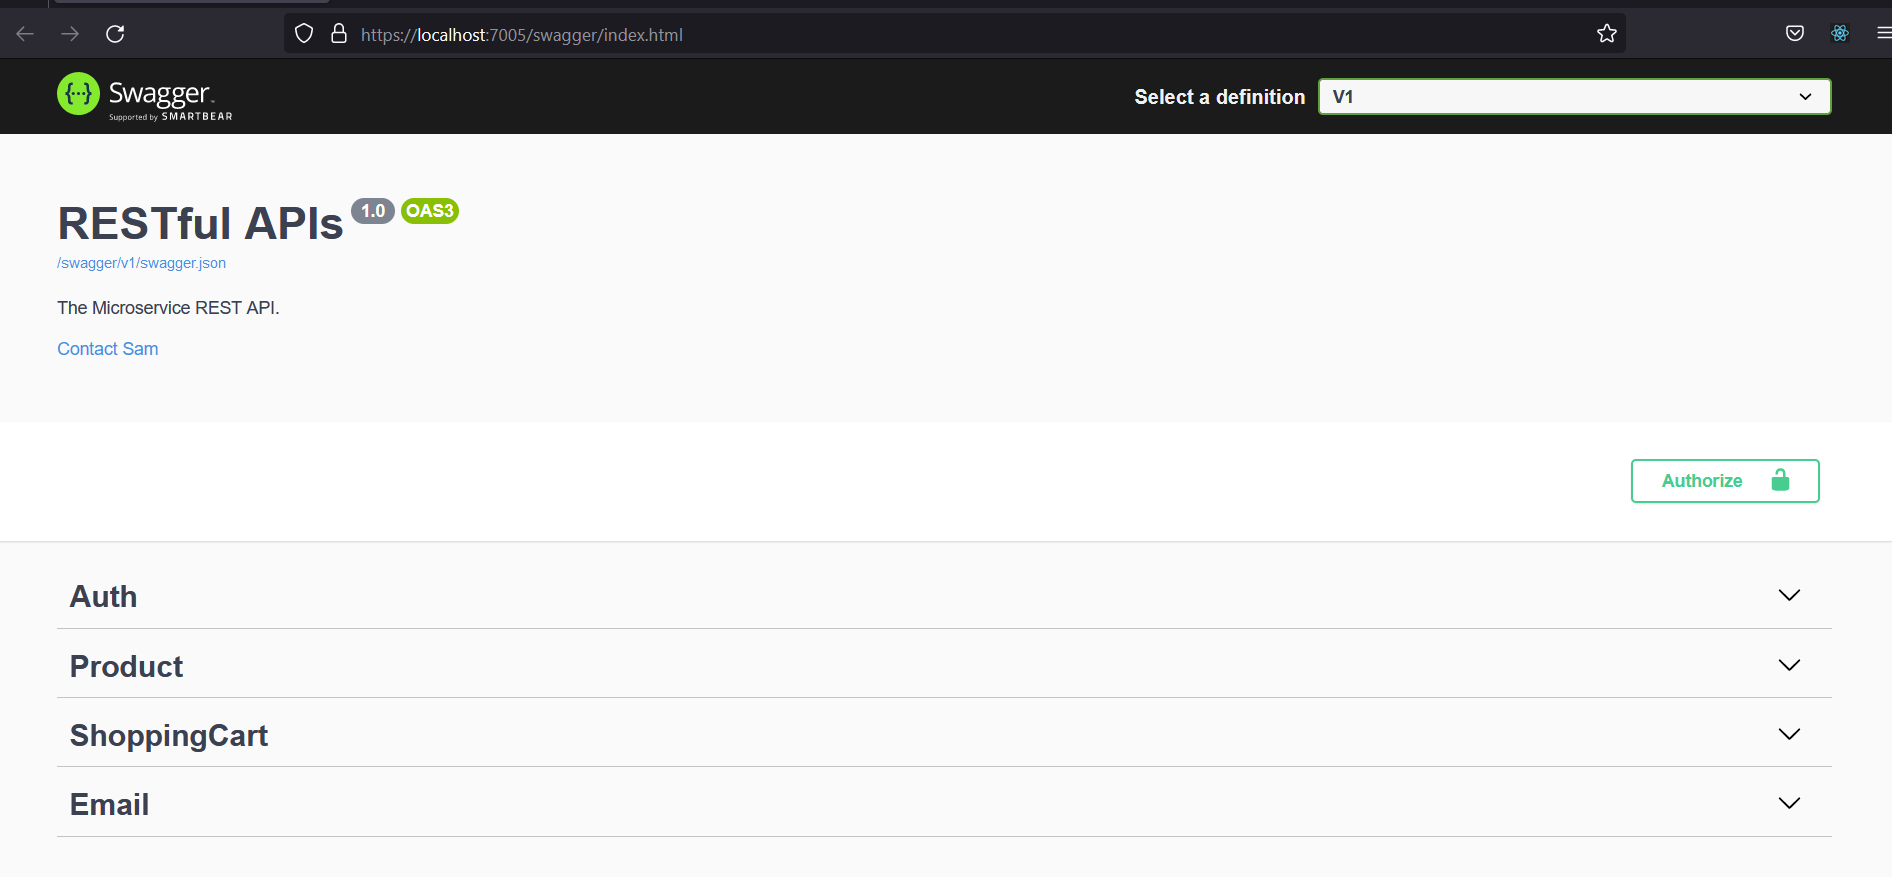 https://localhost:7005/swagger/index.html
{···} Swagger™
Supported by SMARTBEAR
Select a definition V1
RESTful APIs 1.0 OAS3
/swagger/v1/swagger.json
The Microservice REST API.
Contact Sam
Authorize
Auth
Product
ShoppingCart
Email